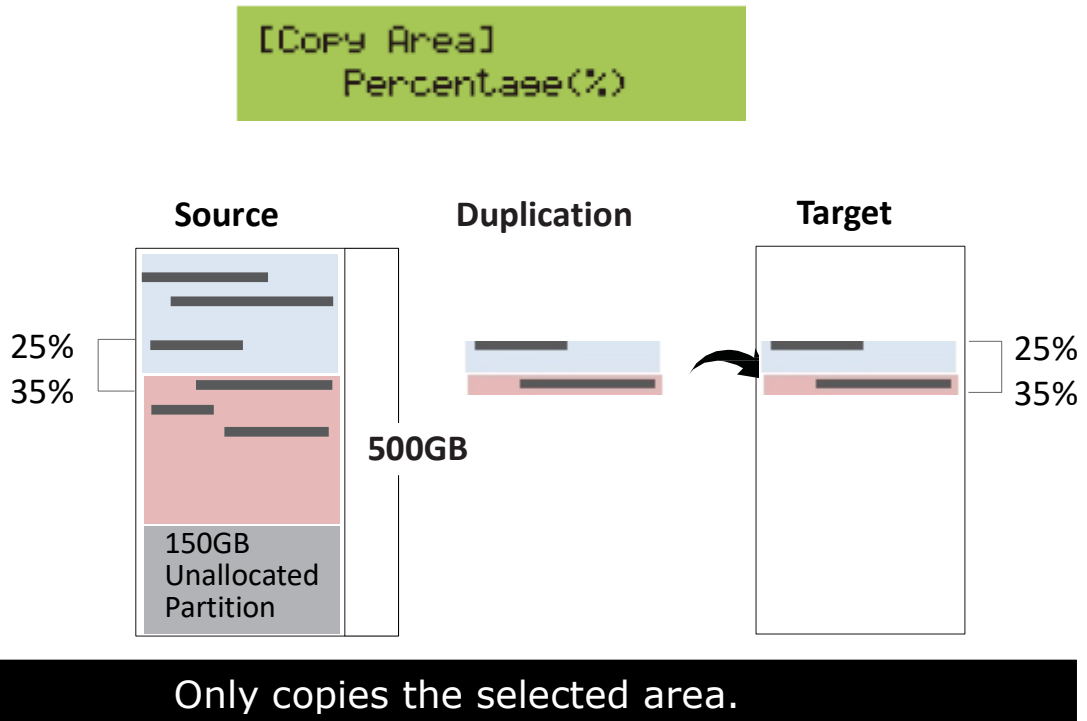 [Copy Area]
Percentage(%)
Source
Duplication
Target
25%
35%
500GB
25%
35%
150GB
Unallocated
Partition
Only copies the selected area.